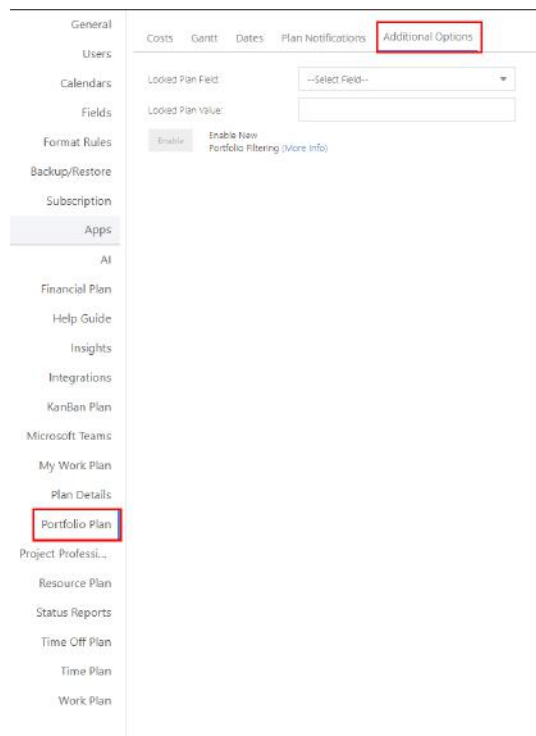 General
Users
Calendars
Fields
Format Rules
Backup/Restore
Subscription
Apps
AI
Financial Plan
Help Guide
Insights
Integrations
KanBan Plan
Microsoft Teams
My Work Plan
Plan Details
Portfolio Plan
Project Professi...
Resource Plan
Status Reports
Time Off Plan
Time Plan
Work Plan
Costs Gantt Dates Plan Notifications Additional Options
Locked Plan Field: --Select Field--
Locked Plan Value:
Enable Enable New
Portfolio Filtering (More Info)